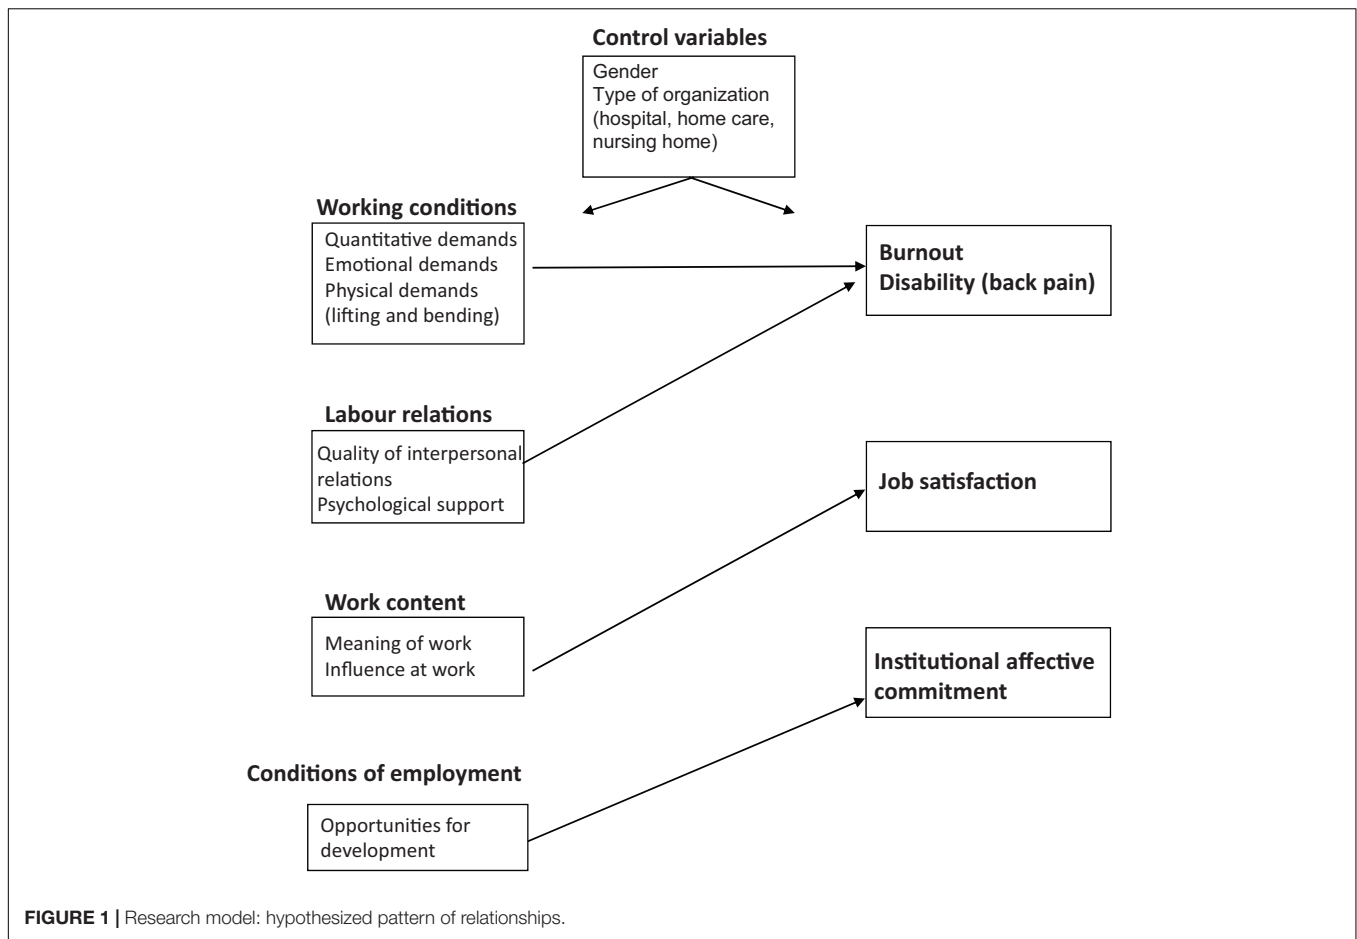 Control variables
Gender
Type of organization
(hospital, home care,
nursing home)
Working conditions
Quantitative demands
Emotional demands
Physical demands
(lifting and bending)
Burnout
Disability (back pain)
Labour relations
Quality of interpersonal
relations
Psychological support
Job satisfaction
Work content
Meaning of work
Influence at work
Institutional affective
commitment
Conditions of employment
Opportunities for
development
FIGURE 1 | Research model: hypothesized pattern of relationships.